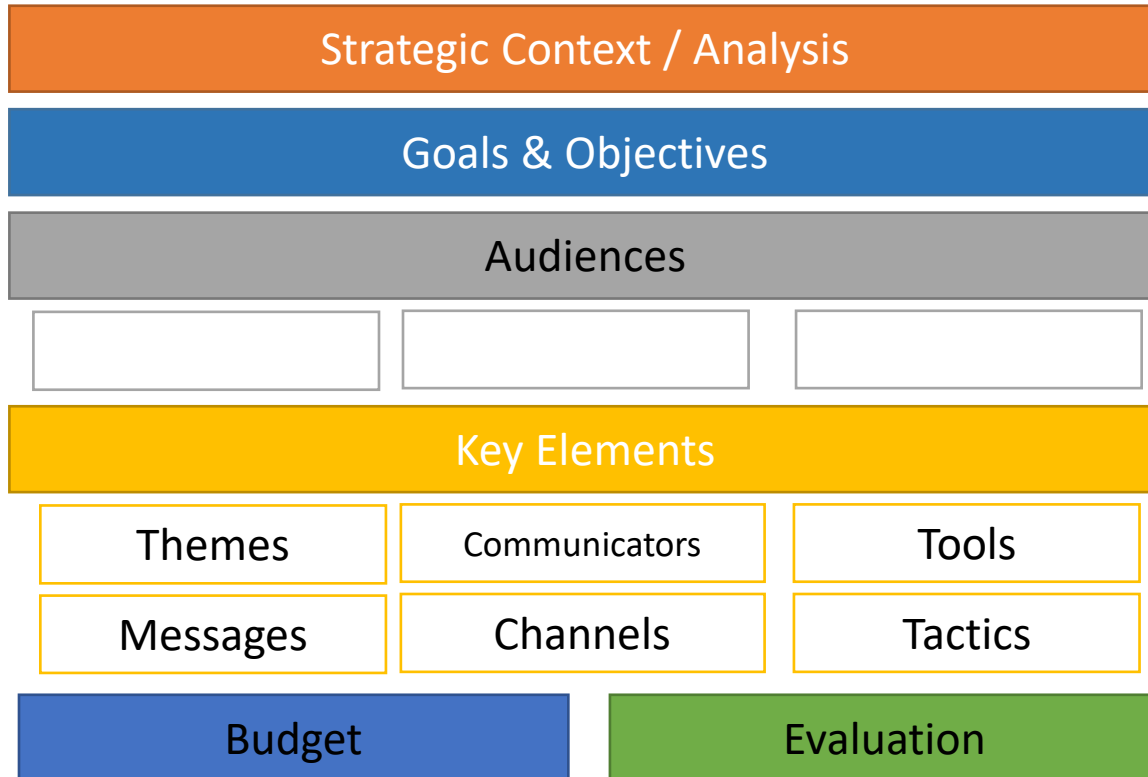 Strategic Context / Analysis
Goals & Objectives
Audiences
Key Elements
Themes
Communicators
Tools
Messages
Channels
Tactics
Budget
Evaluation